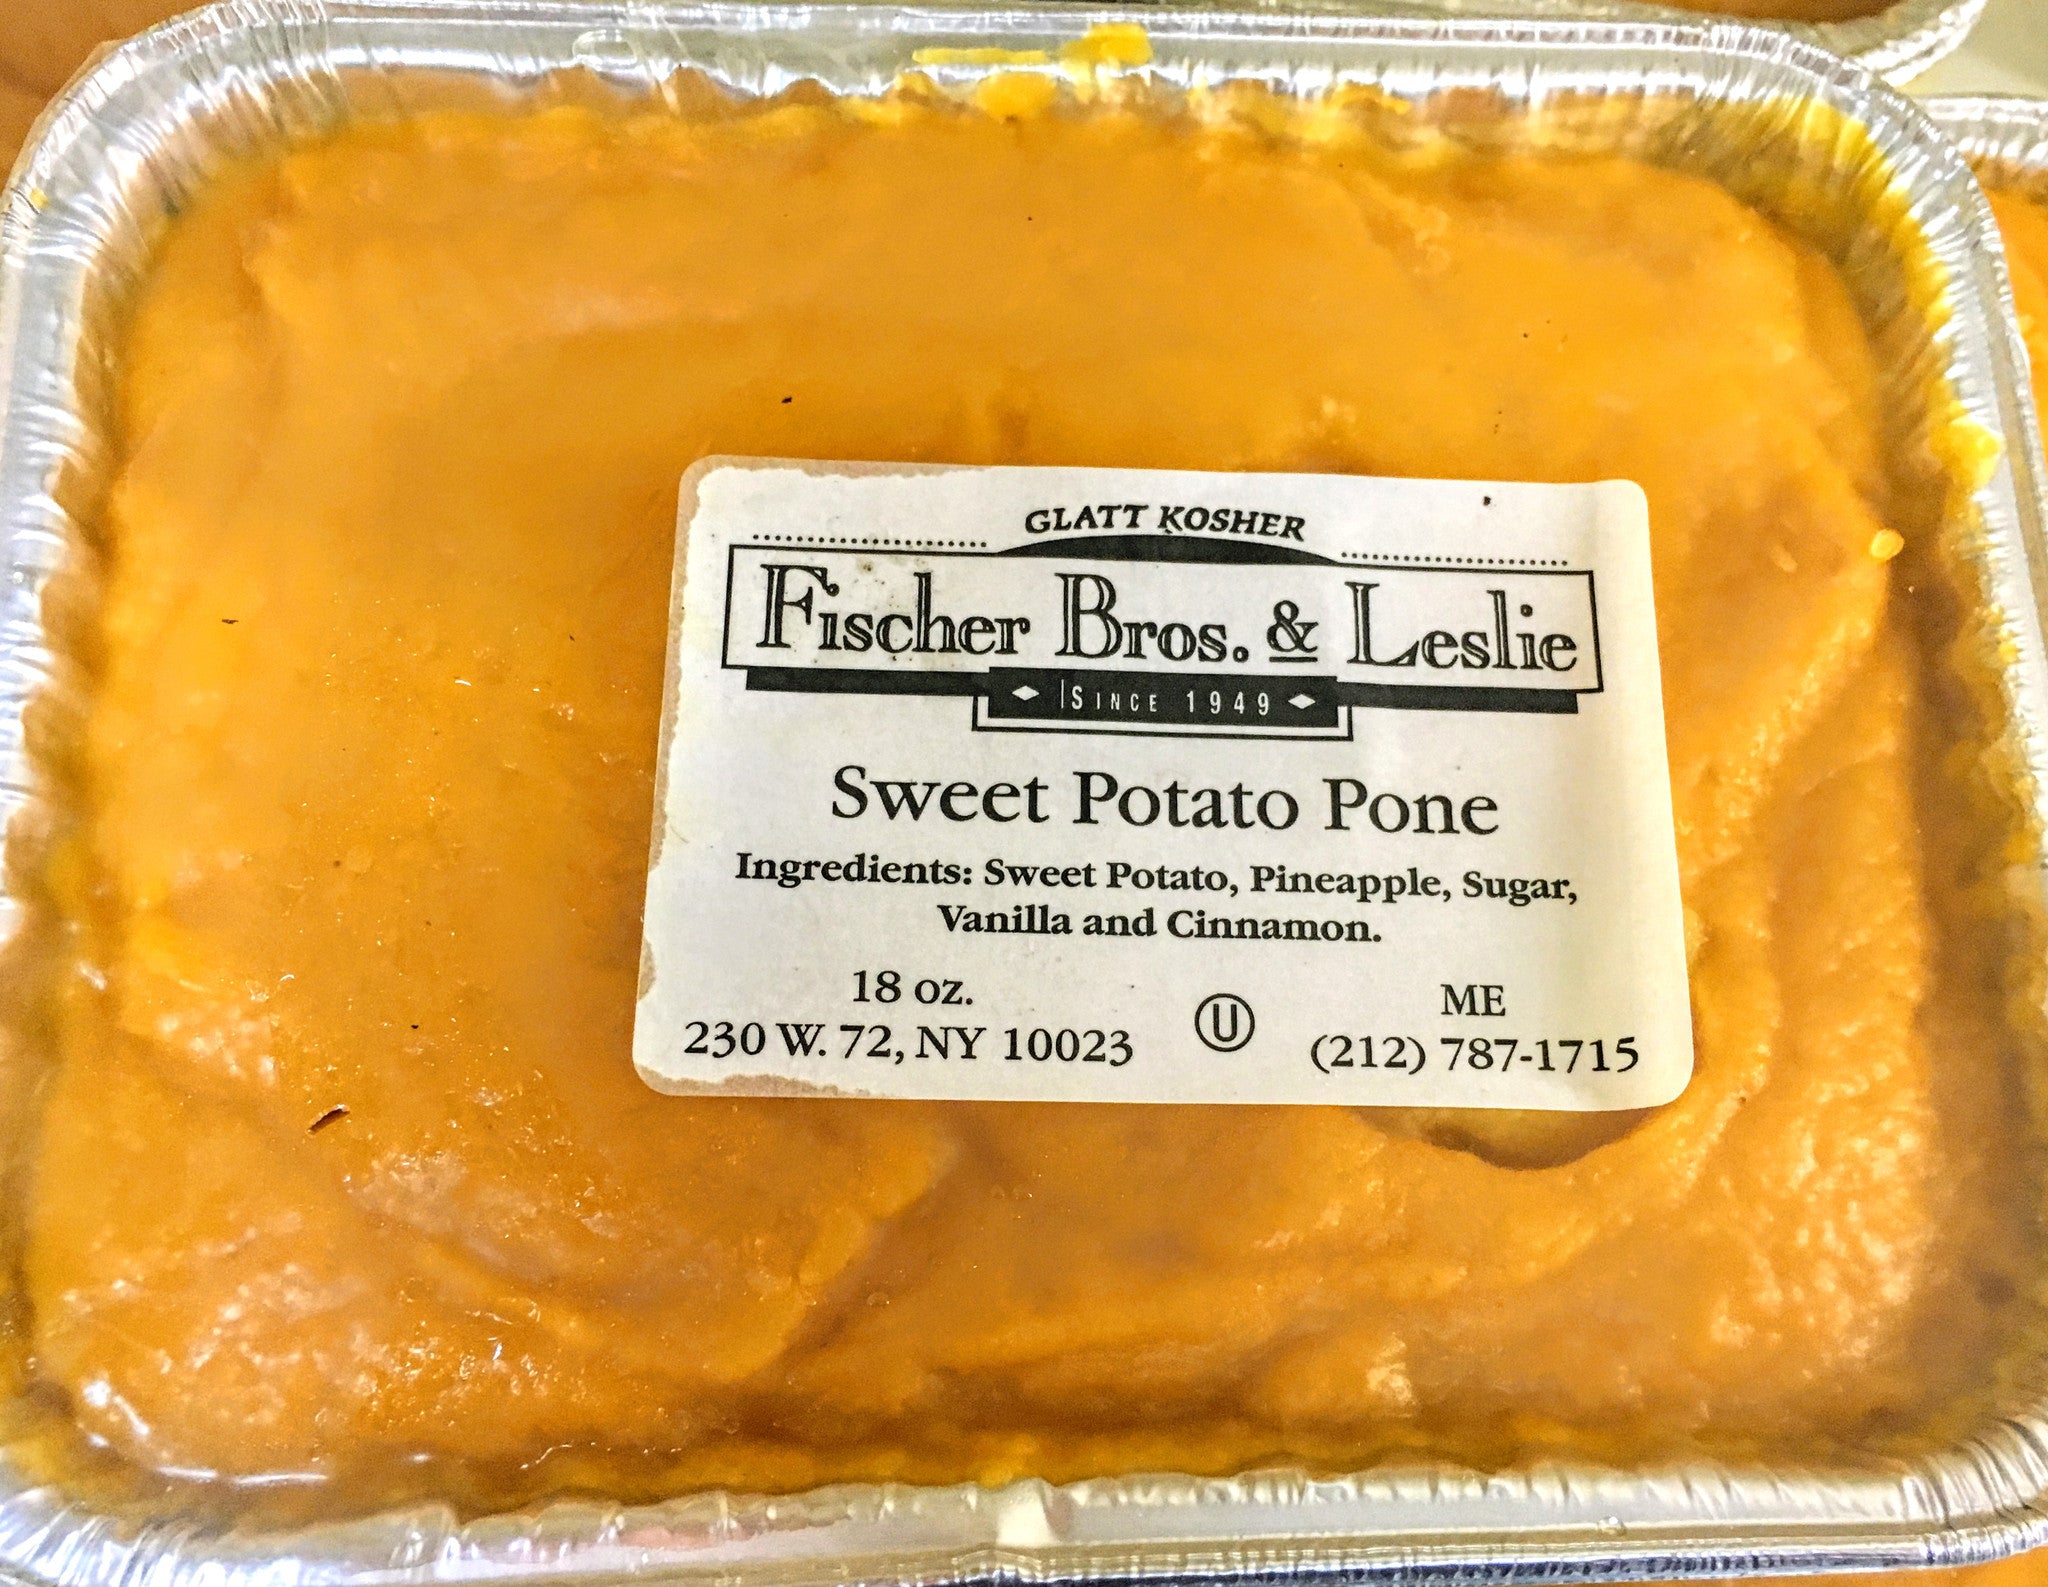 GLATT KOSHER
Fischer Bros. & Leslie
SINCE 1949
Sweet Potato Pone
Ingredients: Sweet Potato, Pineapple, Sugar,
Vanilla and Cinnamon.
18 oz. ME
230 W. 72, NY 10023 U (212) 787-1715